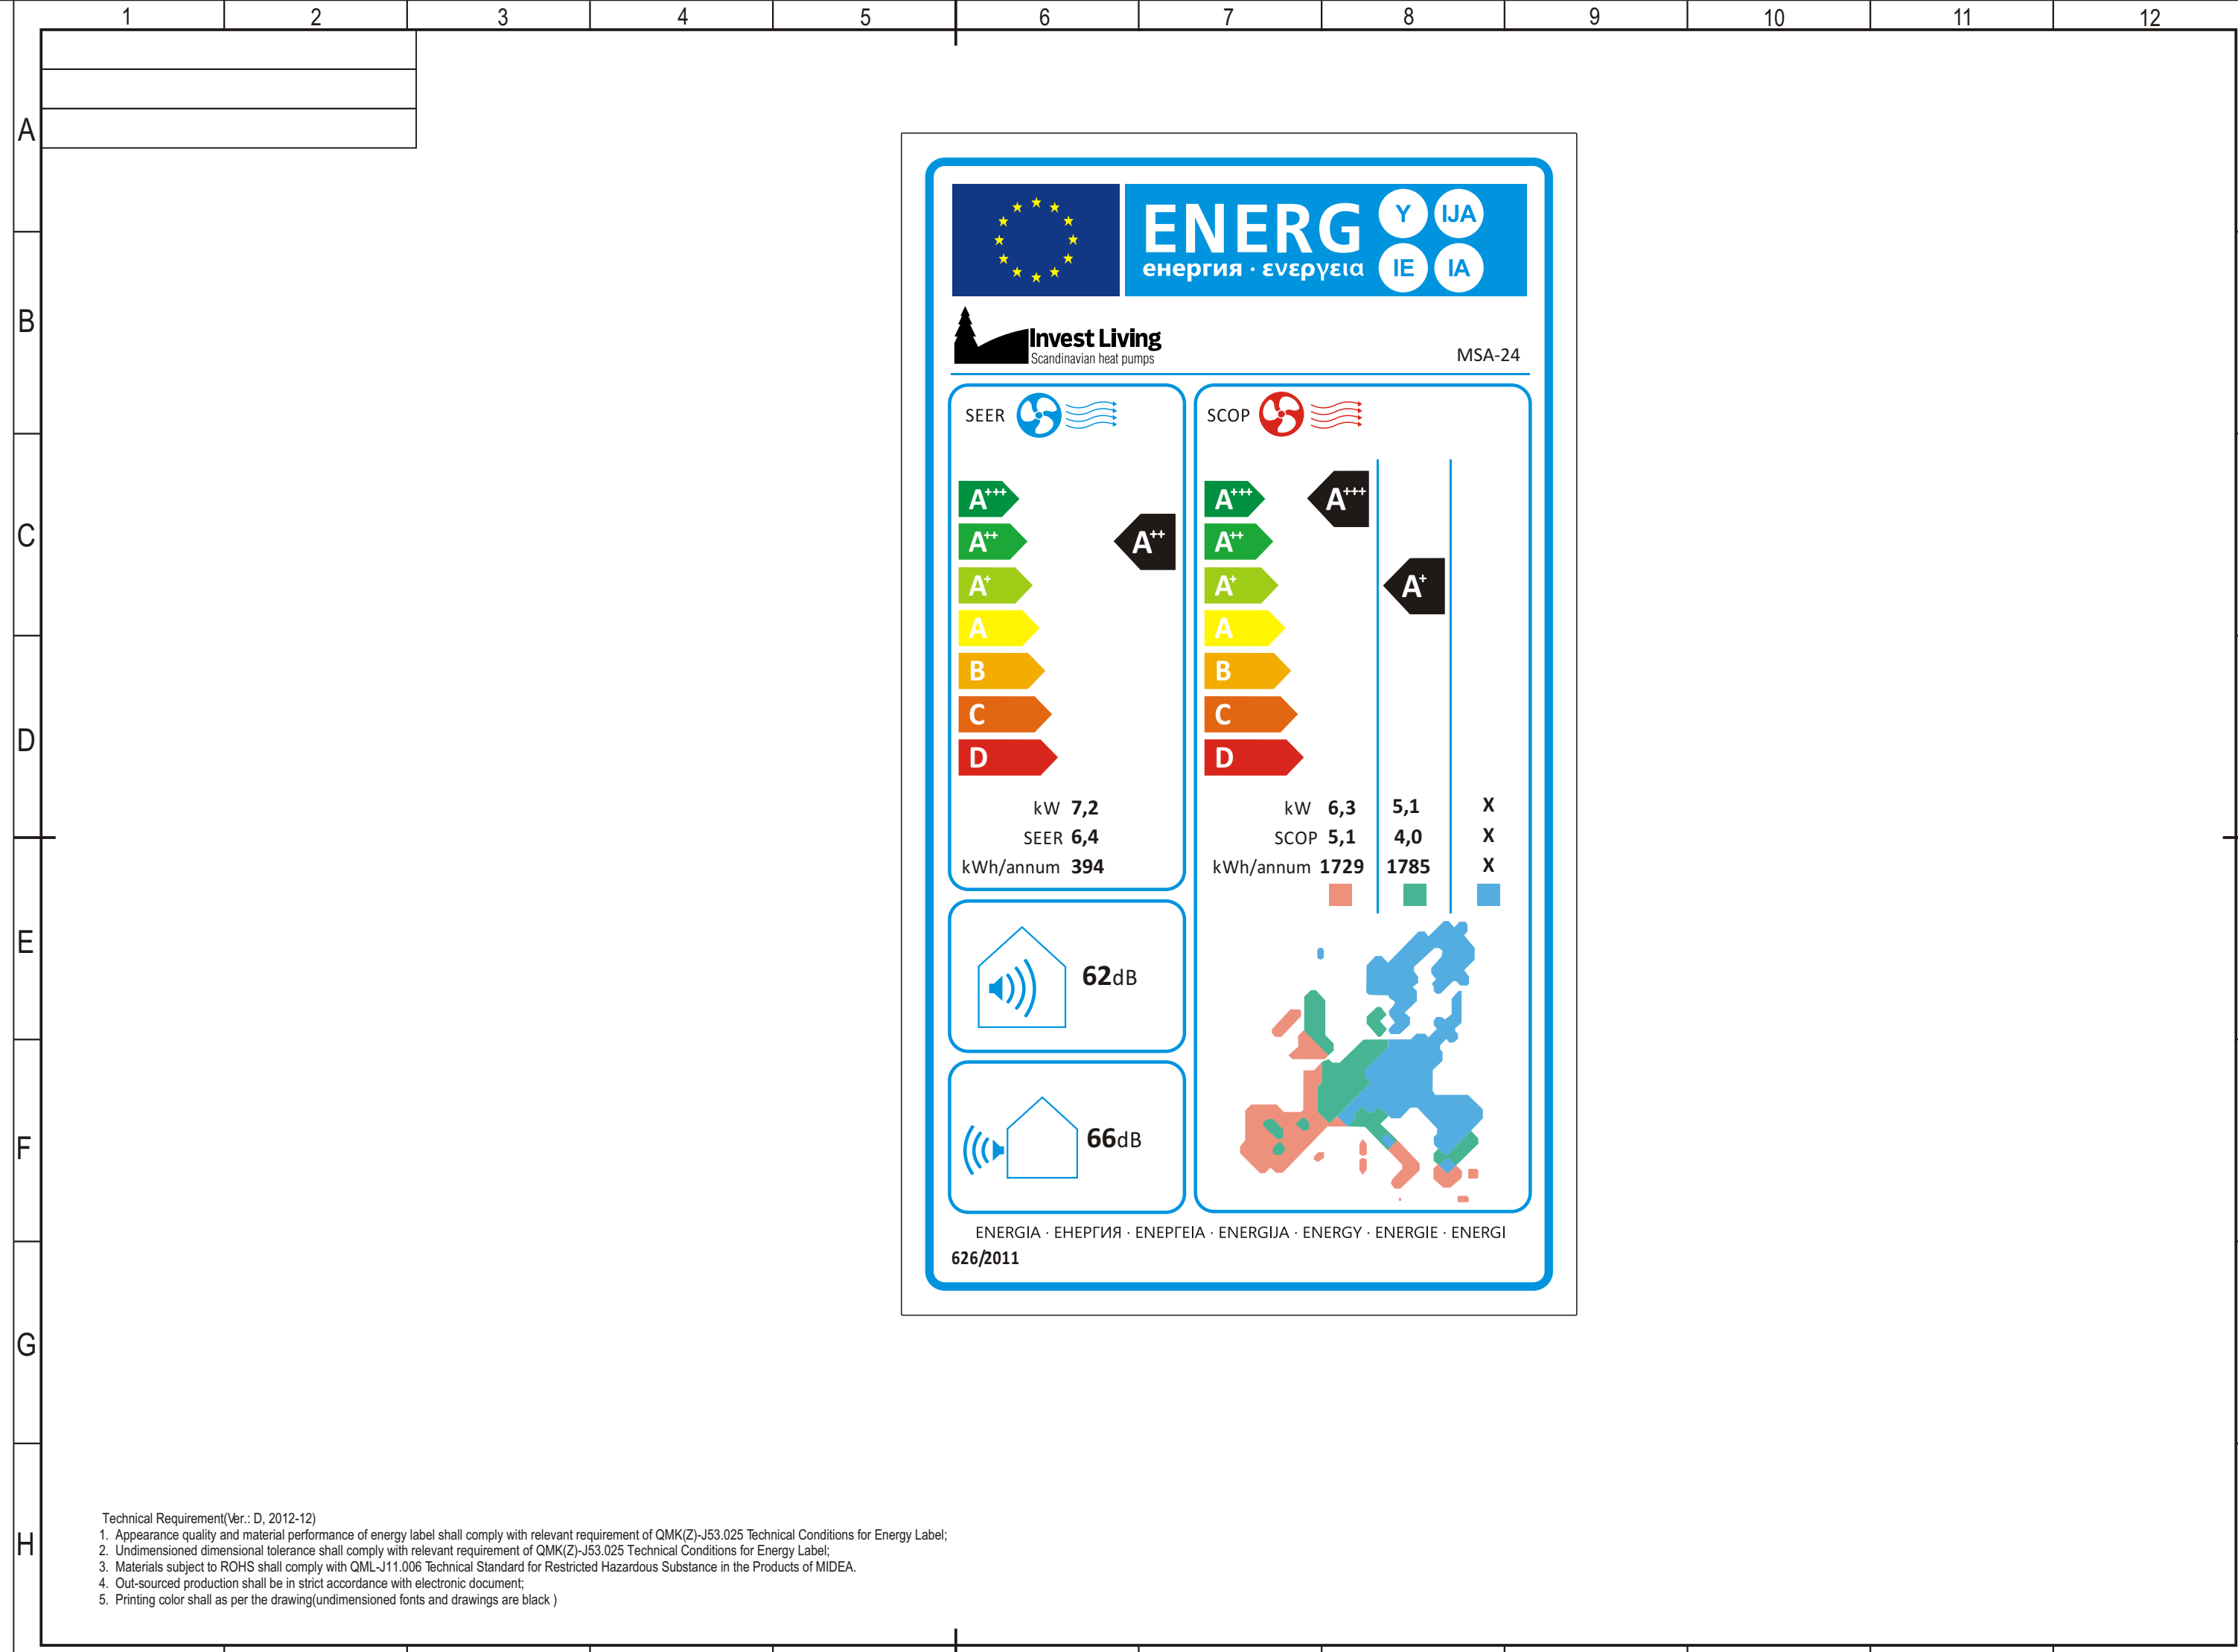 1 2 3 4 5 6 7 8 9 10 11 12
A
B
C
D
E
F
G
H
ENERG
енергия · ενεργεια
Y IJA
IE IA
Invest Living
Scandinavian heat pumps
MSA-24
SEER
A+++
A++
A+
A
B
C
D
A++
kW 7,2
SEER 6,4
kWh/annum 394
SCOP
A+++
A++
A+
A
B
C
D
A+++
A+
kW 6,3 5,1 X
SCOP 5,1 4,0 X
kWh/annum 1729 1785 X
62dB
66dB
ENERGIA · ЕНЕРГИЯ · ΕΝΕΡΓΕΙΑ · ENERGIJA · ENERGY · ENERGIE · ENERGI
626/2011
Technical Requirement(Ver.: D, 2012-12)
1. Appearance quality and material performance of energy label shall comply with relevant requirement of QMK(Z)-J53.025 Technical Conditions for Energy Label;
2. Undimensioned dimensional tolerance shall comply with relevant requirement of QMK(Z)-J53.025 Technical Conditions for Energy Label;
3. Materials subject to ROHS shall comply with QML-J11.006 Technical Standard for Restricted Hazardous Substance in the Products of MIDEA.
4. Out-sourced production shall be in strict accordance with electronic document;
5. Printing color shall as per the drawing(undimensioned fonts and drawings are black )